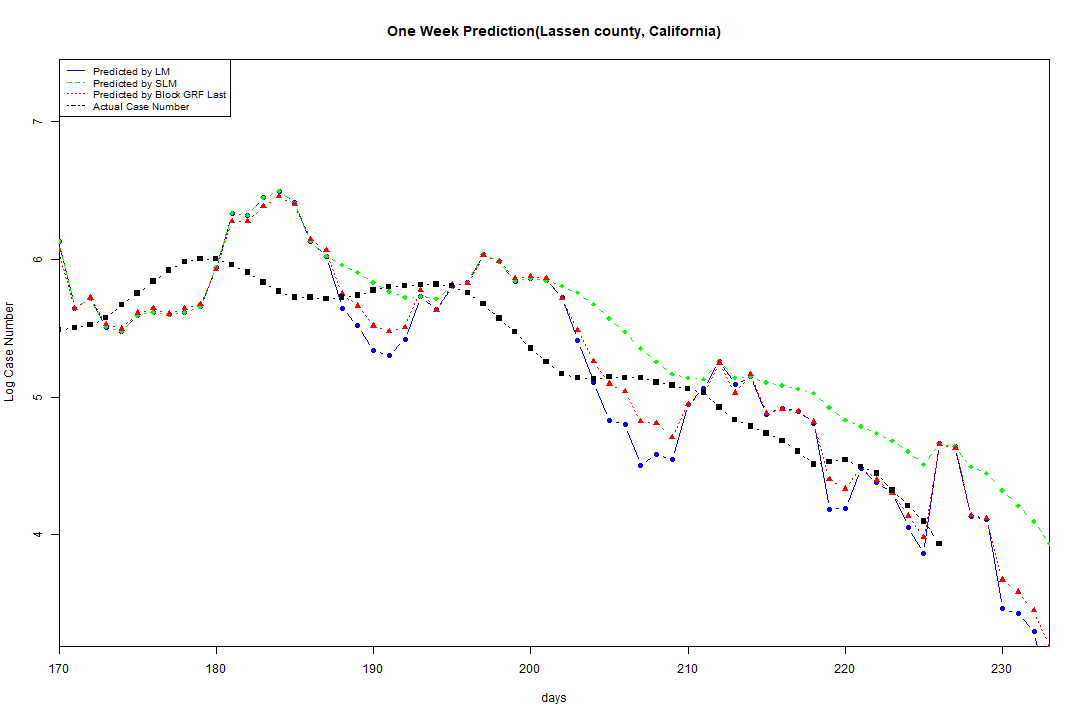 One Week Prediction(Lassen county, California)
Predicted by LM
Predicted by SLM
Predicted by Block GRF Last
Actual Case Number
7
6
5
4
Log Case Number
170 180 190 200 210 220 230
days